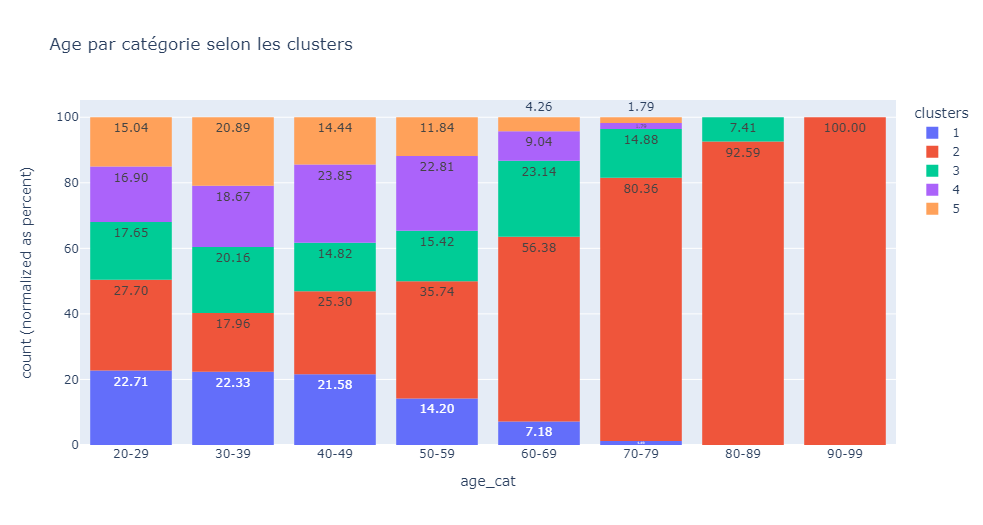 Age par catégorie selon les clusters
4.26 1.79
clusters
1
2
3
4
5
100
80
60
40
20
0
count (normalized as percent)
15.04 20.89 14.44 11.84 7.41 100.00
16.90 18.67 23.85 22.81 9.04 14.88 92.59
17.65 20.16 14.82 15.42 23.14 80.36
27.70 17.96 25.30 35.74 56.38
22.71 22.33 21.58 14.20 7.18
20-29 30-39 40-49 50-59 60-69 70-79 80-89 90-99
age_cat